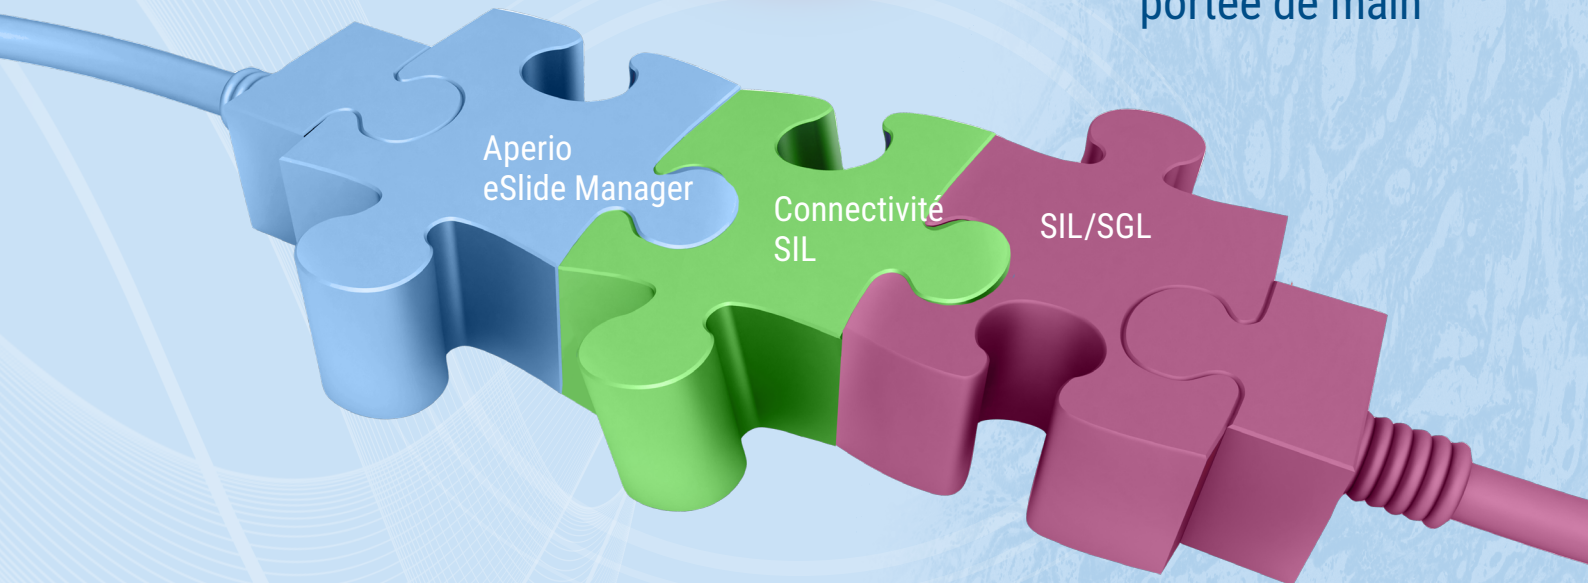 portée de main
Aperio
eSlide Manager
Connectivité
SIL
SIL/SGL